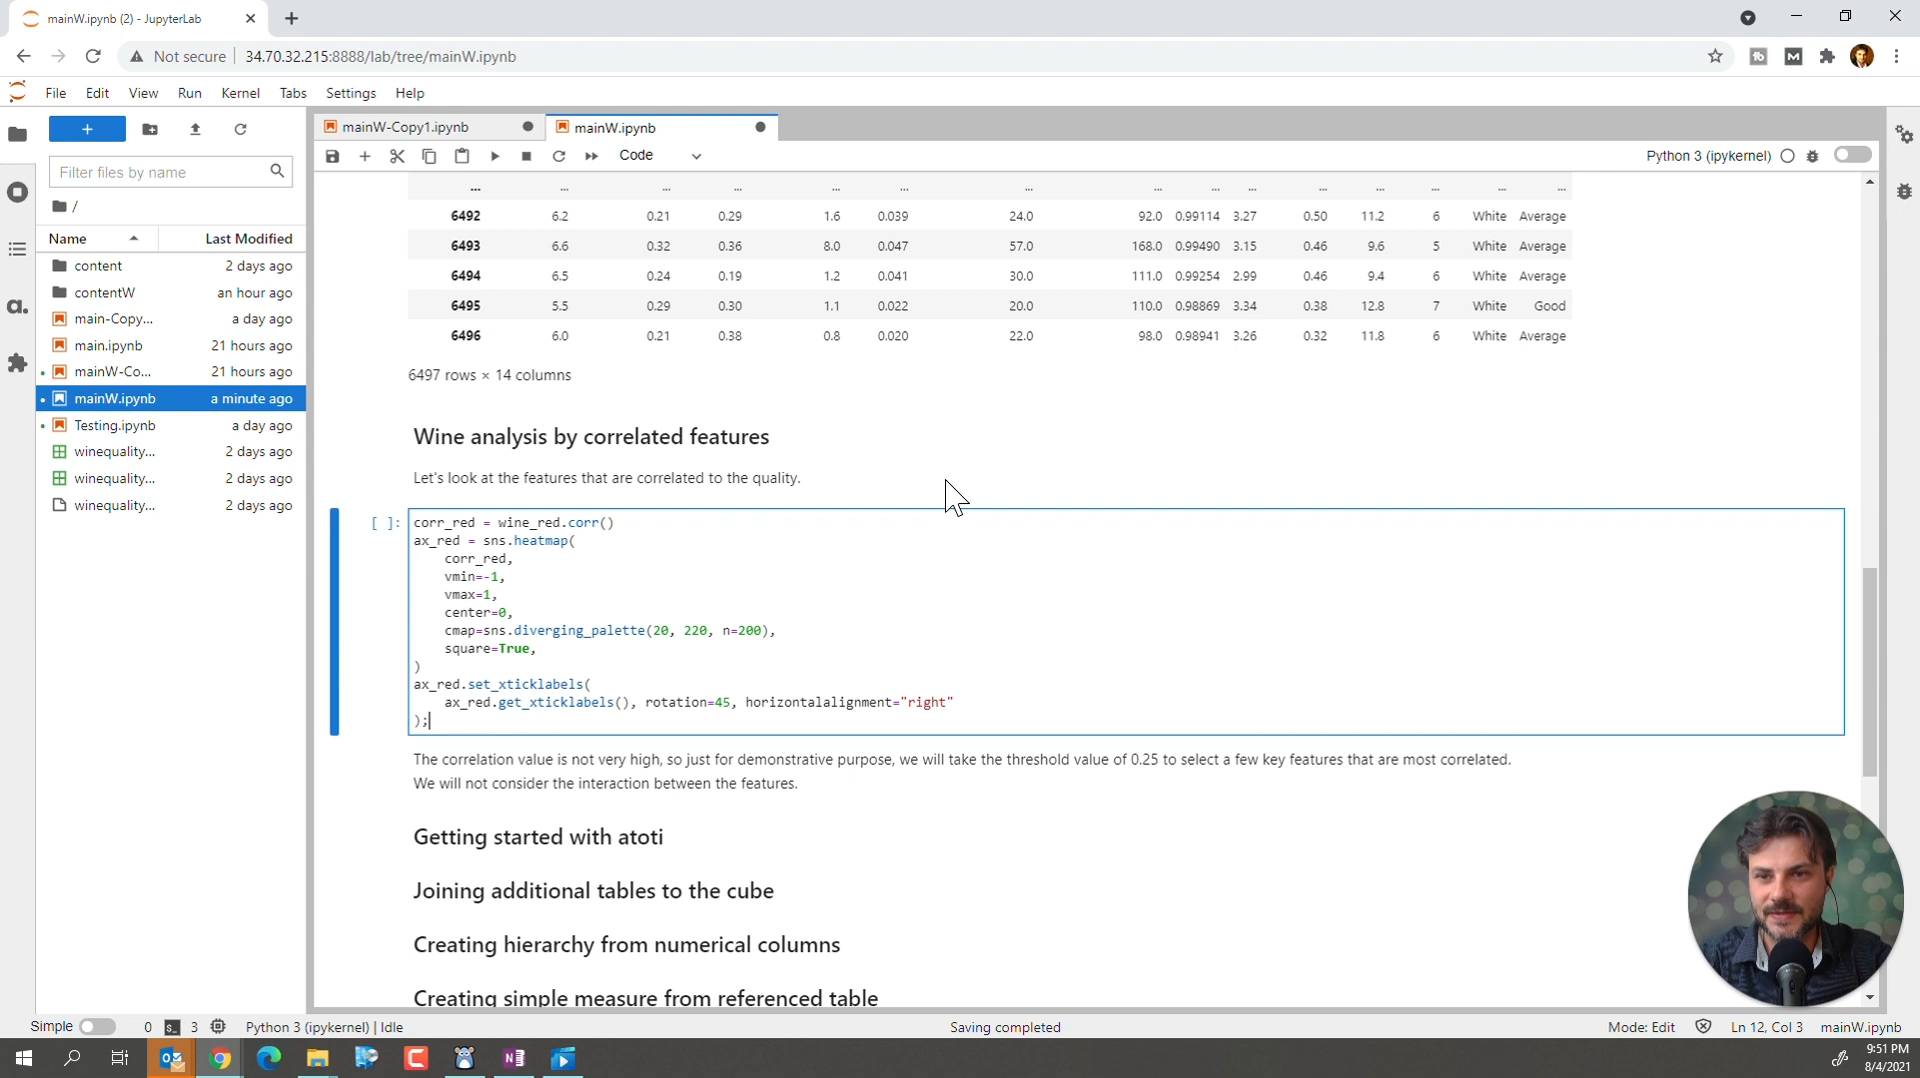 mainW.ipynb (2) - JupyterLab
Not secure 34.70.32.215:8888/lab/tree/mainW.ipynb
File Edit View Run Kernel Tabs Settings Help
mainW-Copy1.ipynb mainW.ipynb
Code Python 3 (ipykernel)
Filter files by name
/
Name Last Modified
content 2 days ago
contentW an hour ago
main-Copy... a day ago
main.ipynb 21 hours ago
mainW-Co... 21 hours ago
mainW.ipynb a minute ago
Testing.ipynb a day ago
winequality... 2 days ago
winequality... 2 days ago
winequality... 2 days ago
... ... ... ... ... ... ... ... ... ... ... ... ... ... ...
6492 6.2 0.21 0.29 1.6 0.039 24.0 92.0 0.99114 3.27 0.50 11.2 6 White Average
6493 6.6 0.32 0.36 8.0 0.047 57.0 168.0 0.99490 3.15 0.46 9.6 5 White Average
6494 6.5 0.24 0.19 1.2 0.041 30.0 111.0 0.99254 2.99 0.46 9.4 6 White Average
6495 5.5 0.29 0.30 1.1 0.022 20.0 110.0 0.98869 3.34 0.38 12.8 7 White Good
6496 6.0 0.21 0.38 0.8 0.020 22.0 98.0 0.98941 3.26 0.32 11.8 6 White Average
6497 rows × 14 columns
Wine analysis by correlated features
Let's look at the features that are correlated to the quality.
[ ]: corr_red = wine_red.corr()
ax_red = sns.heatmap(
corr_red,
vmin=-1,
vmax=1,
center=0,
cmap=sns.diverging_palette(20, 220, n=200),
square=True,
)
ax_red.set_xticklabels(
ax_red.get_xticklabels(), rotation=45, horizontalalignment="right"
);
The correlation value is not very high, so just for demonstrative purpose, we will take the threshold value of 0.25 to select a few key features that are most correlated.
We will not consider the interaction between the features.
Getting started with atoti
Joining additional tables to the cube
Creating hierarchy from numerical columns
Creating simple measure from referenced table
Simple 0 3 Python 3 (ipykernel) | Idle Saving completed Mode: Edit Ln 12, Col 3 mainW.ipynb
9:51 PM
8/4/2021